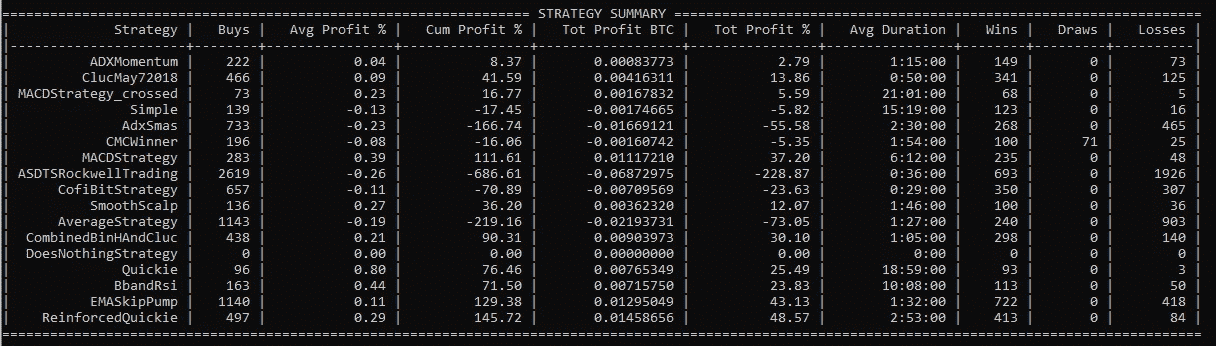 =============== STRATEGY SUMMARY ===============
| Strategy | Buys | Avg Profit % | Cum Profit % | Tot Profit BTC | Tot Profit % | Avg Duration | Wins | Draws | Losses |
|---+---+---+---+---+---+---+---+---+---|
| ADXMomentum | 222 | 0.04 | 8.37 | 0.00083773 | 2.79 | 1:15:00 | 149 | 0 | 73 |
| ClucMay72018 | 466 | 0.09 | 41.59 | 0.00416311 | 13.86 | 0:50:00 | 341 | 0 | 125 |
| MACDStrategy_crossed | 73 | 0.23 | 16.77 | 0.00167832 | 5.59 | 21:01:00 | 68 | 0 | 5 |
| Simple | 139 | -0.13 | -17.45 | -0.00174665 | -5.82 | 15:19:00 | 123 | 0 | 16 |
| AdxSmas | 733 | -0.23 | -166.74 | -0.01669121 | -55.58 | 2:30:00 | 268 | 0 | 465 |
| CMCWinner | 196 | -0.08 | -16.06 | -0.00160742 | -5.35 | 1:54:00 | 100 | 71 | 25 |
| MACDStrategy | 283 | 0.39 | 111.61 | 0.01117210 | 37.20 | 6:12:00 | 235 | 0 | 48 |
| ASDTSRockwellTrading | 2619 | -0.26 | -686.61 | -0.06872975 | -228.87 | 0:36:00 | 693 | 0 | 1926 |
| CofiBitStrategy | 657 | -0.11 | -70.89 | -0.00709569 | -23.63 | 0:29:00 | 350 | 0 | 307 |
| SmoothScalp | 136 | 0.27 | 36.20 | 0.00362320 | 12.07 | 1:46:00 | 100 | 0 | 36 |
| AverageStrategy | 1143 | -0.19 | -219.16 | -0.02193731 | -73.05 | 1:27:00 | 240 | 0 | 903 |
| CombinedBinHAndCluc | 438 | 0.21 | 90.31 | 0.00903973 | 30.10 | 1:05:00 | 298 | 0 | 140 |
| DoesNothingStrategy | 0 | 0.00 | 0.00 | 0.00000000 | 0.00 | 0:00 | 0 | 0 | 0 |
| Quickie | 96 | 0.80 | 76.46 | 0.00765349 | 25.49 | 18:59:00 | 93 | 0 | 3 |
| BbandRsi | 163 | 0.44 | 71.50 | 0.00715750 | 23.83 | 10:08:00 | 113 | 0 | 50 |
| EMASkipPump | 1140 | 0.11 | 129.38 | 0.01295049 | 43.13 | 1:32:00 | 722 | 0 | 418 |
| ReinforcedQuickie | 497 | 0.29 | 145.72 | 0.01458656 | 48.57 | 2:53:00 | 413 | 0 | 84 |
===============================================